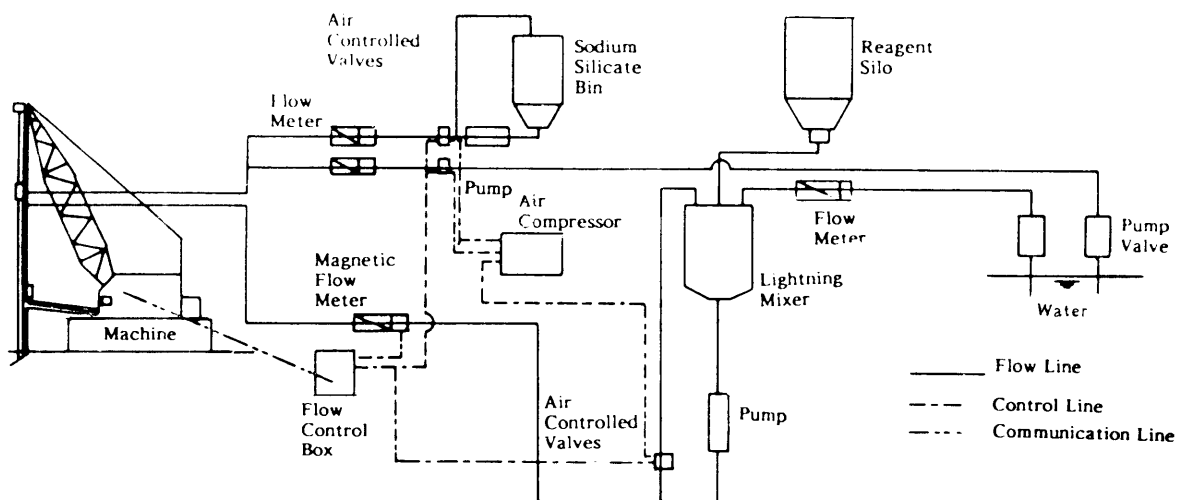 Air
Controlled
Valves
Sodium
Silicate
Bin
Reagent
Silo
Flow
Meter
Pump
Air
Compressor
Flow
Meter
Pump
Valve
Magnetic
Flow
Meter
Lightning
Mixer
Water
Machine
Flow Line
Flow
Control
Box
Air
Controlled
Valves
Pump
Control Line
Communication Line